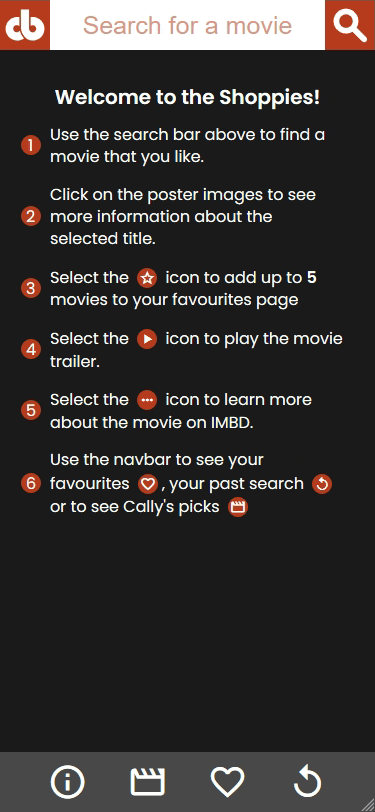 cb
Search for a movie
Welcome to the Shoppies!
1 Use the search bar above to find a
movie that you like.
2 Click on the poster images to see
more information about the
selected title.
3 Select the icon to add up to 5
movies to your favourites page
4 Select the icon to play the movie
trailer.
5 Select the icon to learn more
about the movie on IMBD.
6 Use the navbar to see your
favourites , your past search
or to see Cally's picks